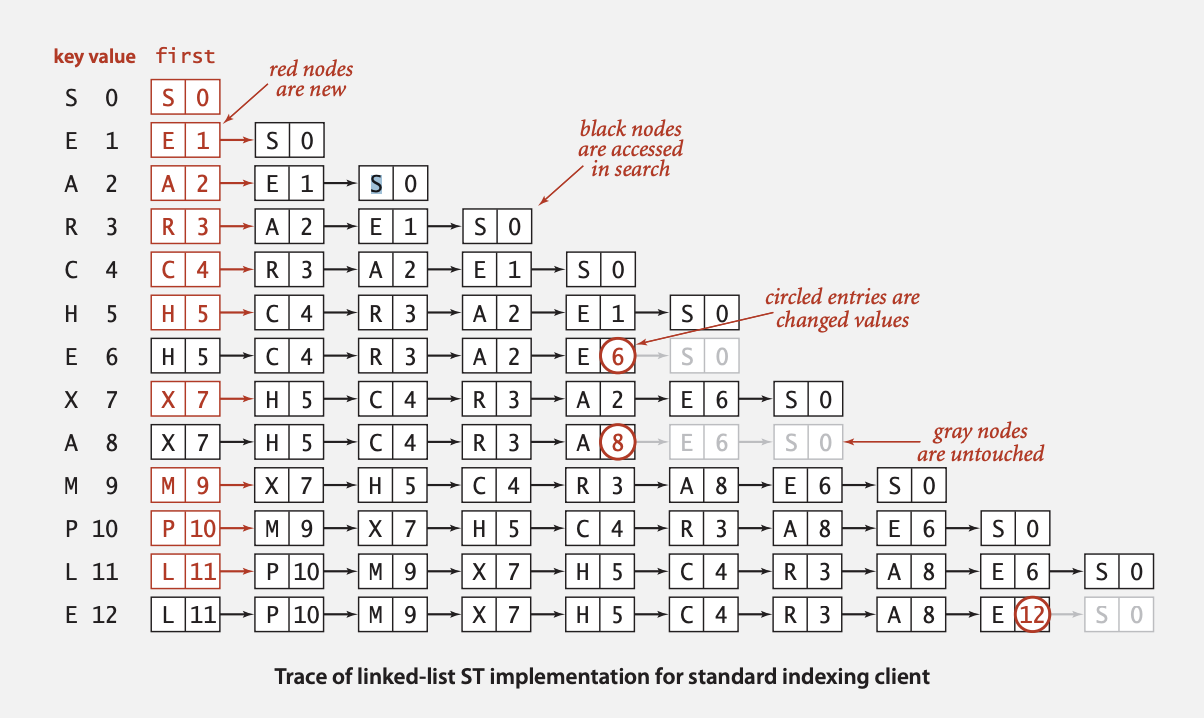 key value first
red nodes
are new
S 0 S 0
black nodes
are accessed
in search
E 1 E 1 S 0
A 2 A 2 E 1 S 0
R 3 R 3 A 2 E 1 S 0
C 4 C 4 R 3 A 2 E 1 S 0
circled entries are
changed values
H 5 H 5 C 4 R 3 A 2 E 1 S 0
E 6 H 5 C 4 R 3 A 2 E 6 S 0
X 7 X 7 H 5 C 4 R 3 A 2 E 6 S 0
A 8 X 7 H 5 C 4 R 3 A 8 E 6 S 0
gray nodes
are untouched
M 9 M 9 X 7 H 5 C 4 R 3 A 8 E 6 S 0
P 10 P 10 M 9 X 7 H 5 C 4 R 3 A 8 E 6 S 0
L 11 L 11 P 10 M 9 X 7 H 5 C 4 R 3 A 8 E 6 S 0
E 12 L 11 P 10 M 9 X 7 H 5 C 4 R 3 A 8 E 12 S 0
Trace of linked-list ST implementation for standard indexing client